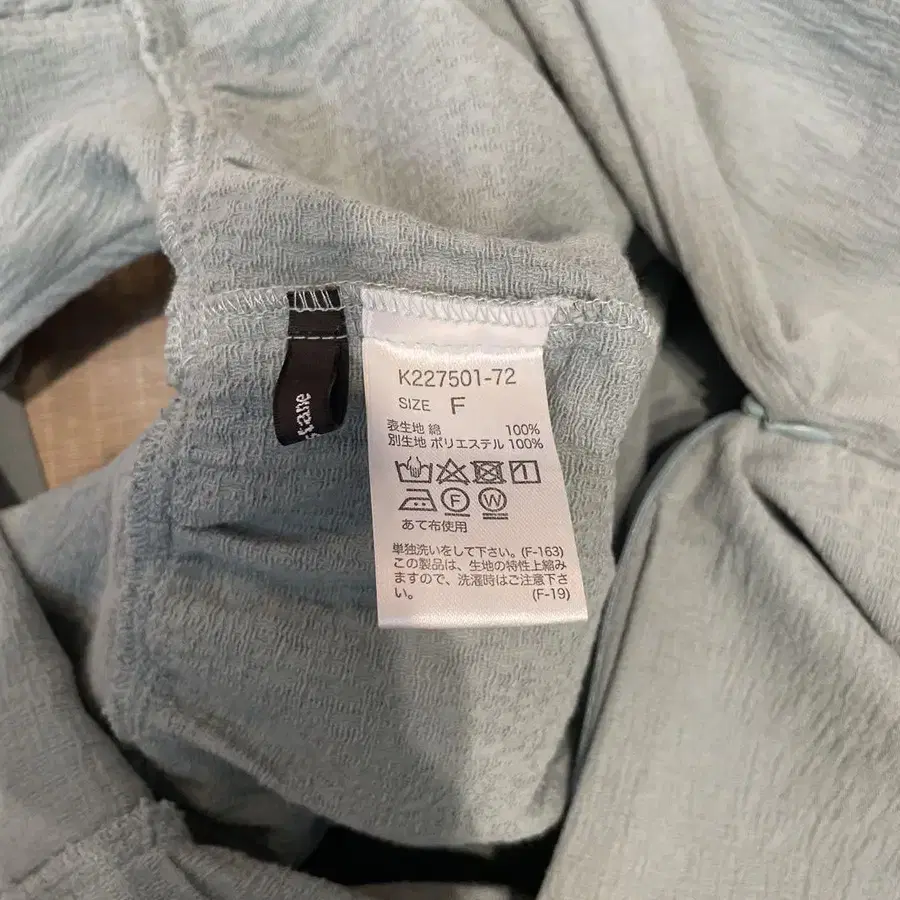 K227501-72
SIZE F
表生地 綿 100%
別生地 ポリエステル 100%
F W
あて布使用
単独洗いをして下さい。(F-163)
この製品は、生地の特性上縮み
ますので、洗濯時はご注意下さ
い。 (F-19)